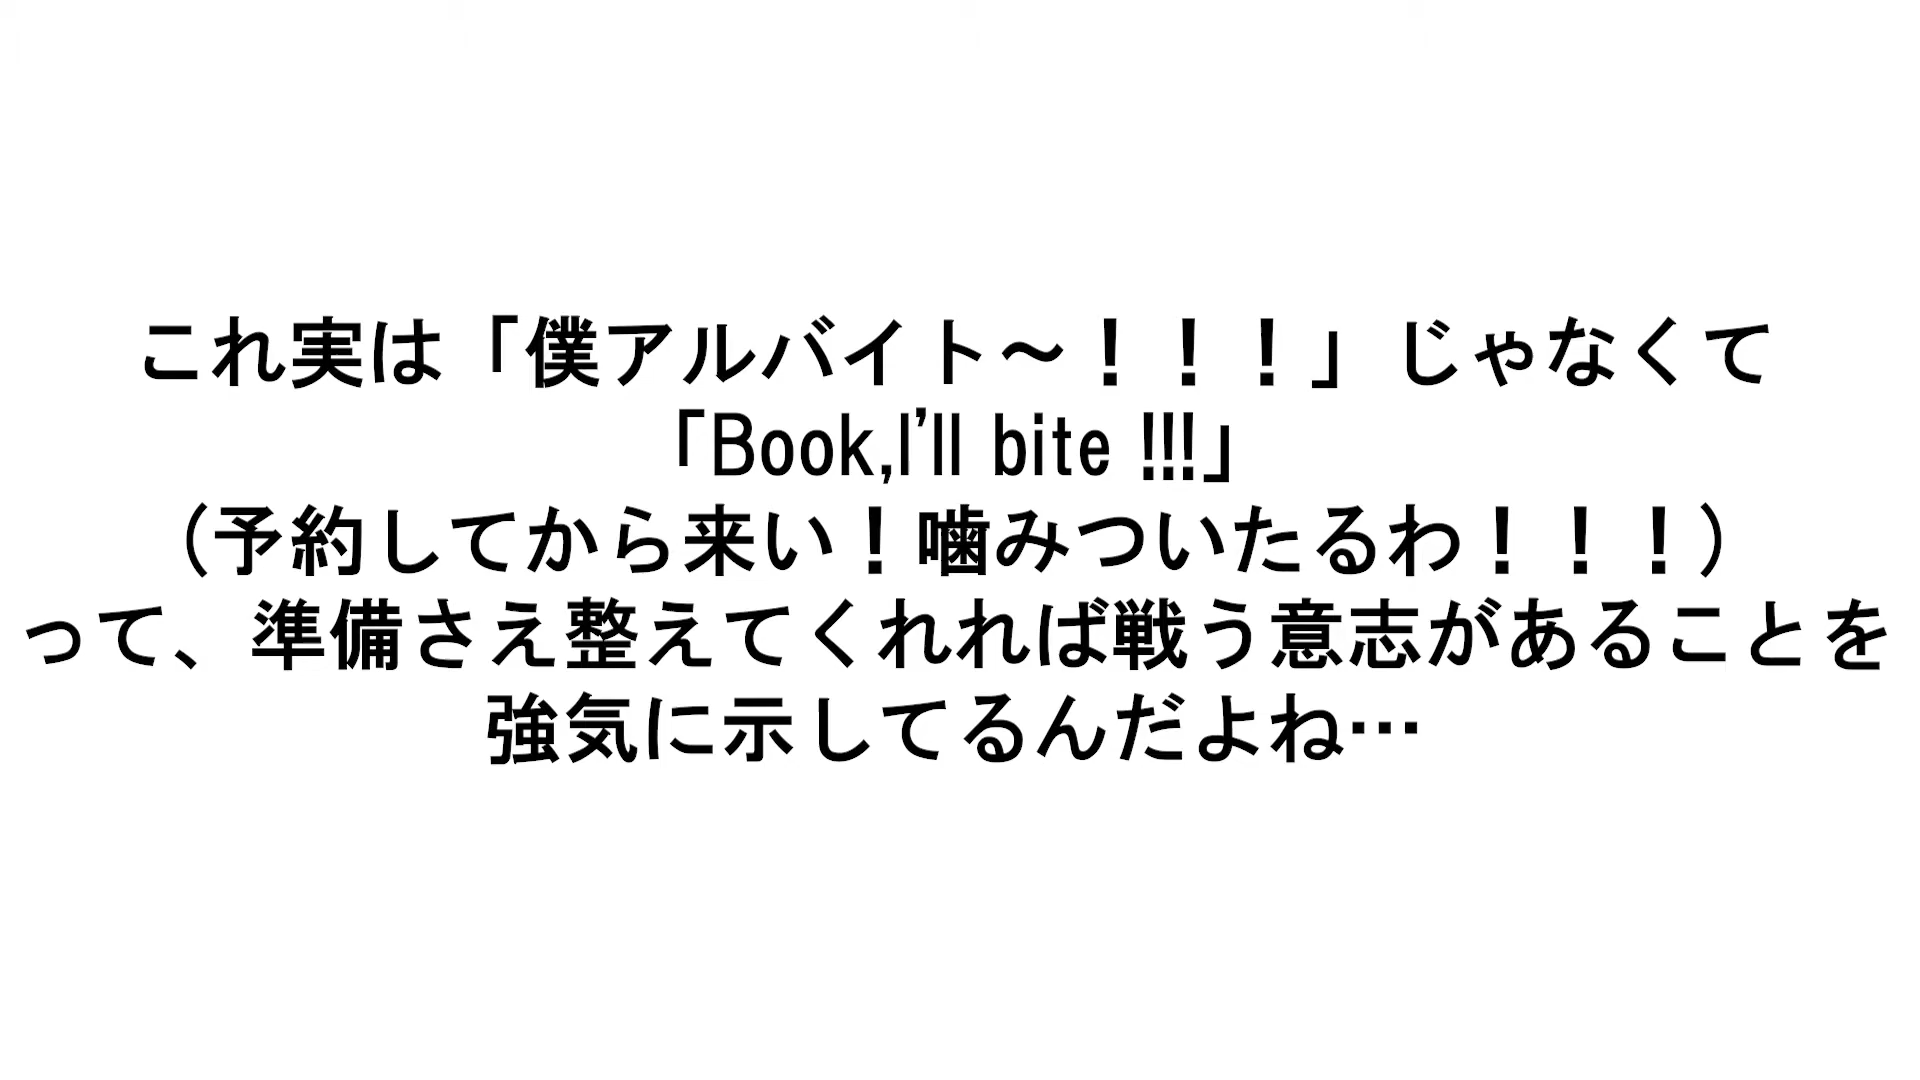 これ実は「僕アルバイト～！！！」じゃなくて
「Book,I'll bite !!!」
（予約してから来い！噛みついたるわ！！！）
って、準備さえ整えてくれれば戦う意志があることを
強気に示してるんだよね…